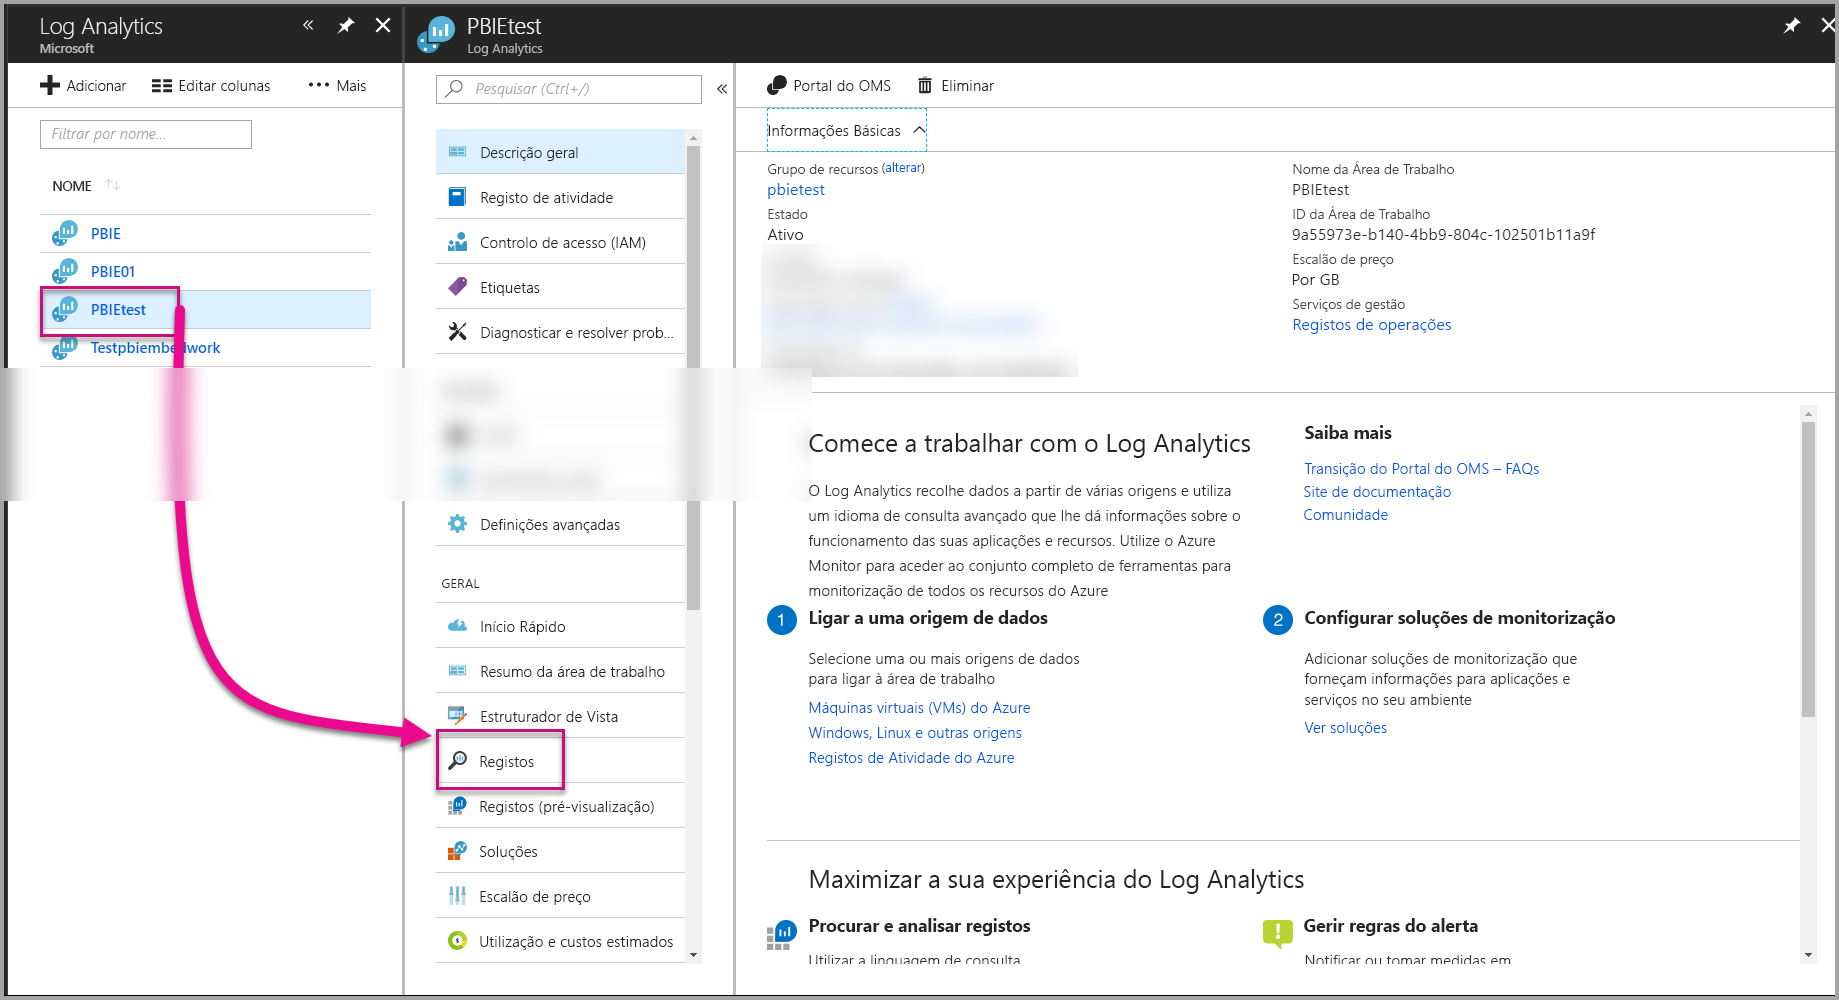 Log Analytics
Microsoft
Adicionar
Editar colunas
Mais
Filtrar por nome...
NOME
PBIE
PBIE01
PBIEtest
Testpbiembedwork
PBIEtest
Log Analytics
Pesquisar (Ctrl+/)
Descrição geral
Registo de atividade
Controlo de acesso (IAM)
Etiquetas
Diagnosticar e resolver prob...
Definições avançadas
GERAL
Início Rápido
Resumo da área de trabalho
Estruturador de Vista
Registos
Registos (pré-visualização)
Soluções
Escalão de preço
Utilização e custos estimados
Portal do OMS
Eliminar
Informações Básicas
Grupo de recursos (alterar)
pbietest
Estado
Ativo
Nome da Área de Trabalho
PBIEtest
ID da Área de Trabalho
9a55973e-b140-4bb9-804c-102501b11a9f
Escalão de preço
Por GB
Serviços de gestão
Registos de operações
Comece a trabalhar com o Log Analytics
O Log Analytics recolhe dados a partir de várias origens e utiliza
um idioma de consulta avançado que lhe dá informações sobre o
funcionamento das suas aplicações e recursos. Utilize o Azure
Monitor para aceder ao conjunto completo de ferramentas para
monitorização de todos os recursos do Azure
Saiba mais
Transição do Portal do OMS – FAQs
Site de documentação
Comunidade
1
Ligar a uma origem de dados
Selecione uma ou mais origens de dados
para ligar à área de trabalho
Máquinas virtuais (VMs) do Azure
Windows, Linux e outras origens
Registos de Atividade do Azure
2
Configurar soluções de monitorização
Adicionar soluções de monitorização que
forneçam informações para aplicações e
serviços no seu ambiente
Ver soluções
Maximizar a sua experiência do Log Analytics
Procurar e analisar registos
Utilizar a linguagem de consulta
Gerir regras do alerta
Notificar ou tomar medidas em